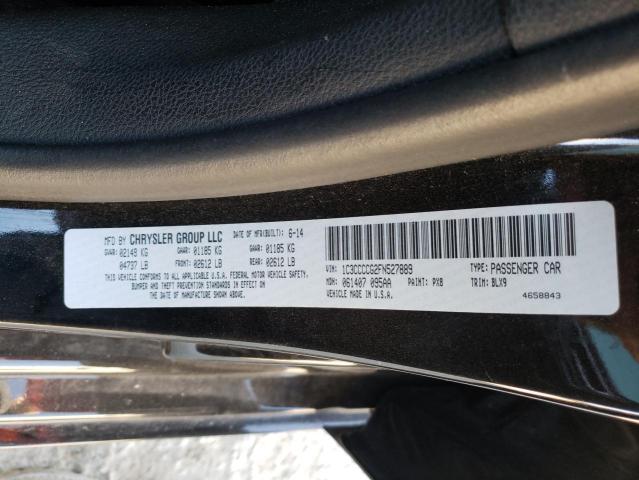 MFD BY CHRYSLER GROUP LLC DATE OF MFR(BUILT): 6-14
GVWR: 02148 KG GAWR: 01185 KG GAWR: 01185 KG
04737 LB FRONT: 02612 LB REAR: 02612 LB
THIS VEHICLE CONFORMS TO ALL APPLICABLE U.S.A. FEDERAL MOTOR VEHICLE SAFETY,
BUMPER AND THEFT PREVENTION STANDARDS IN EFFECT ON
THE DATE OF MANUFACTURE SHOWN ABOVE.
VIN: 1C3CCCCG2FN527889 TYPE: PASSENGER CAR
MDH: 061407 095AA PAINT: PX8 TRIM: BLX9
VEHICLE MADE IN U.S.A. 4658843